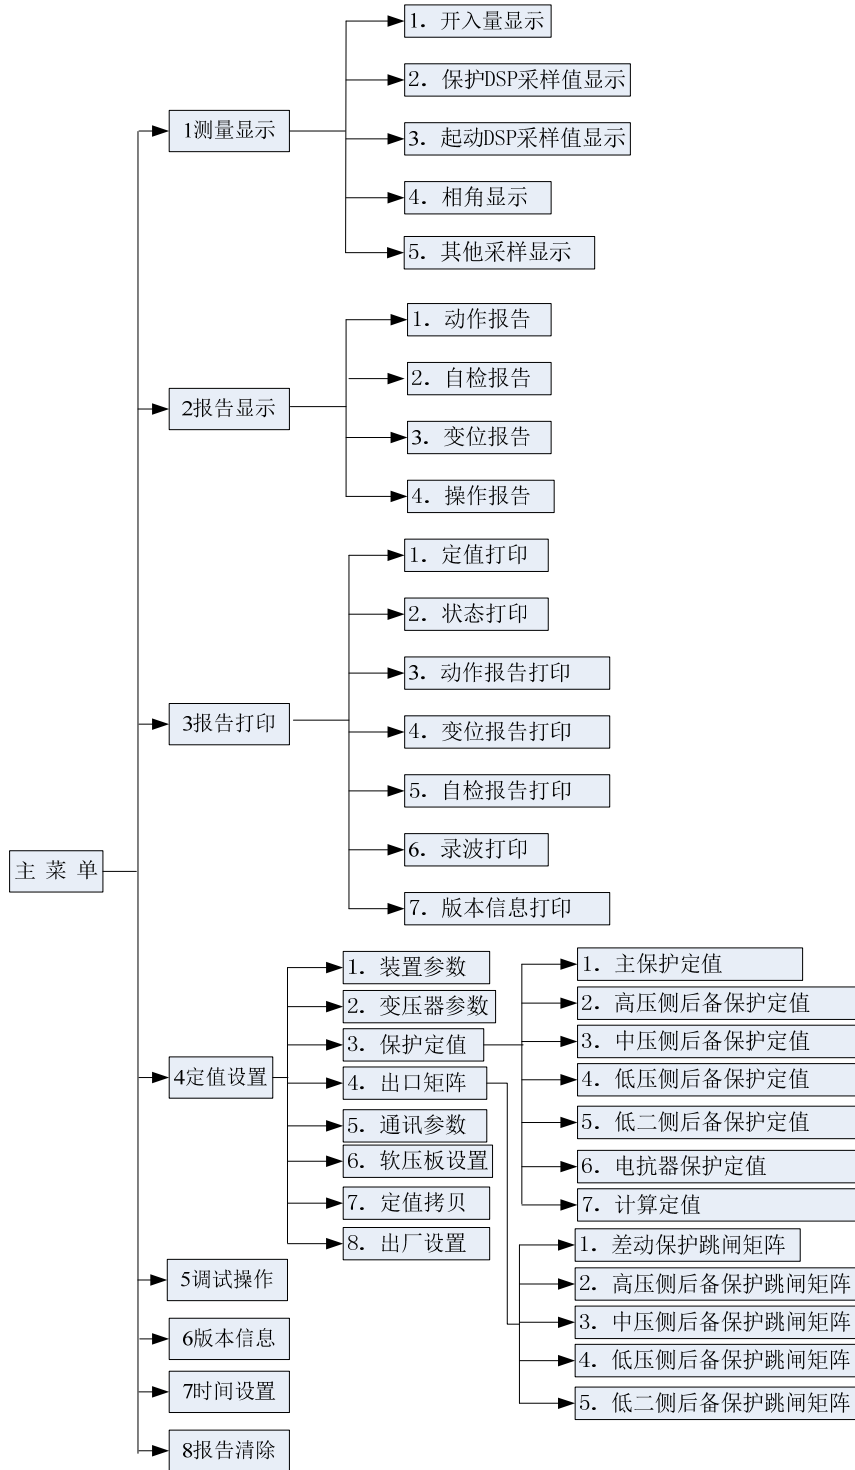 主 菜 单
1测量显示
1. 开入量显示
2. 保护DSP采样值显示
3. 起动DSP采样值显示
4. 相角显示
5. 其他采样显示
2报告显示
1. 动作报告
2. 自检报告
3. 变位报告
4. 操作报告
3报告打印
1. 定值打印
2. 状态打印
3. 动作报告打印
4. 变位报告打印
5. 自检报告打印
6. 录波打印
7. 版本信息打印
4定值设置
1. 装置参数
2. 变压器参数
3. 保护定值
1. 主保护定值
2. 高压侧后备保护定值
3. 中压侧后备保护定值
4. 低压侧后备保护定值
5. 低二侧后备保护定值
6. 电抗器保护定值
7. 计算定值
4. 出口矩阵
1. 差动保护跳闸矩阵
2. 高压侧后备保护跳闸矩阵
3. 中压侧后备保护跳闸矩阵
4. 低压侧后备保护跳闸矩阵
5. 低二侧后备保护跳闸矩阵
5. 通讯参数
6. 软压板设置
7. 定值拷贝
8. 出厂设置
5调试操作
6版本信息
7时间设置
8报告清除